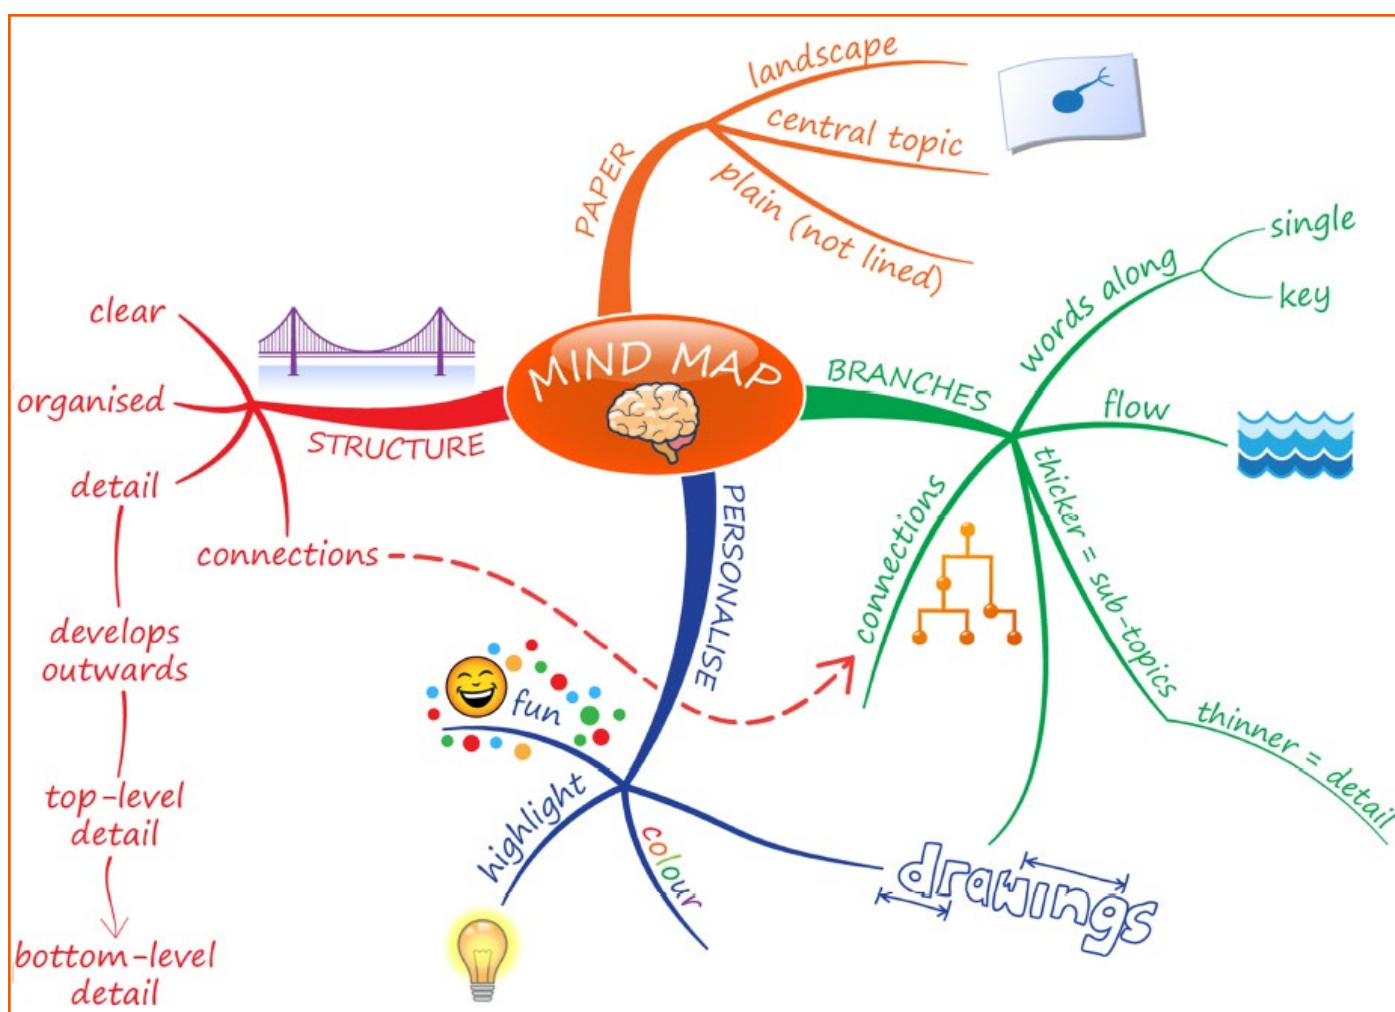 MIND MAP
PAPER
landscape
central topic
plain (not lined)
BRANCHES
words along
single
key
flow
thicker = sub-topics
thinner = detail
connections
PERSONALISE
drawings
colour
highlight
fun
STRUCTURE
clear
organised
detail
develops
outwards
top-level
detail
bottom-level
detail
connections